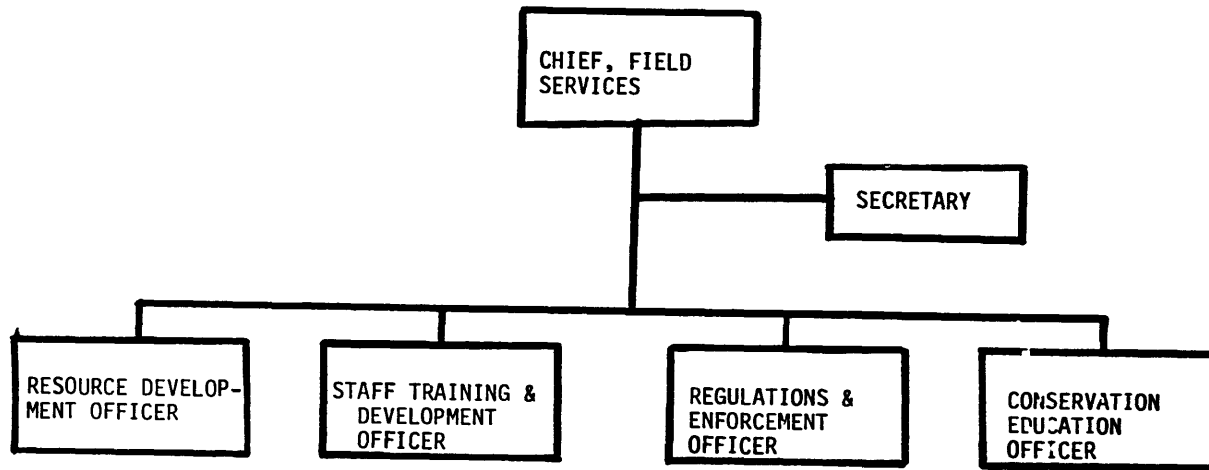 CHIEF, FIELD
SERVICES
SECRETARY
RESOURCE DEVELOP-
MENT OFFICER
STAFF TRAINING &
DEVELOPMENT
OFFICER
REGULATIONS &
ENFORCEMENT
OFFICER
CONSERVATION
EDUCATION
OFFICER